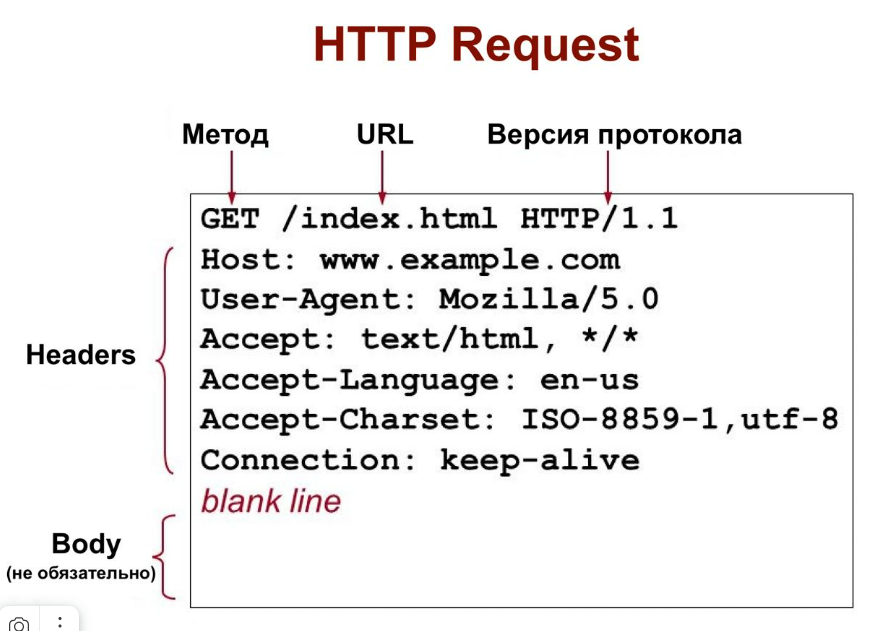 HTTP Request
Метод URL Версия протокола
GET /index.html HTTP/1.1
Host: www.example.com
User-Agent: Mozilla/5.0
Accept: text/html, */*
Headers
Accept-Language: en-us
Accept-Charset: ISO-8859-1,utf-8
Connection: keep-alive
blank line
Body
(не обязательно)